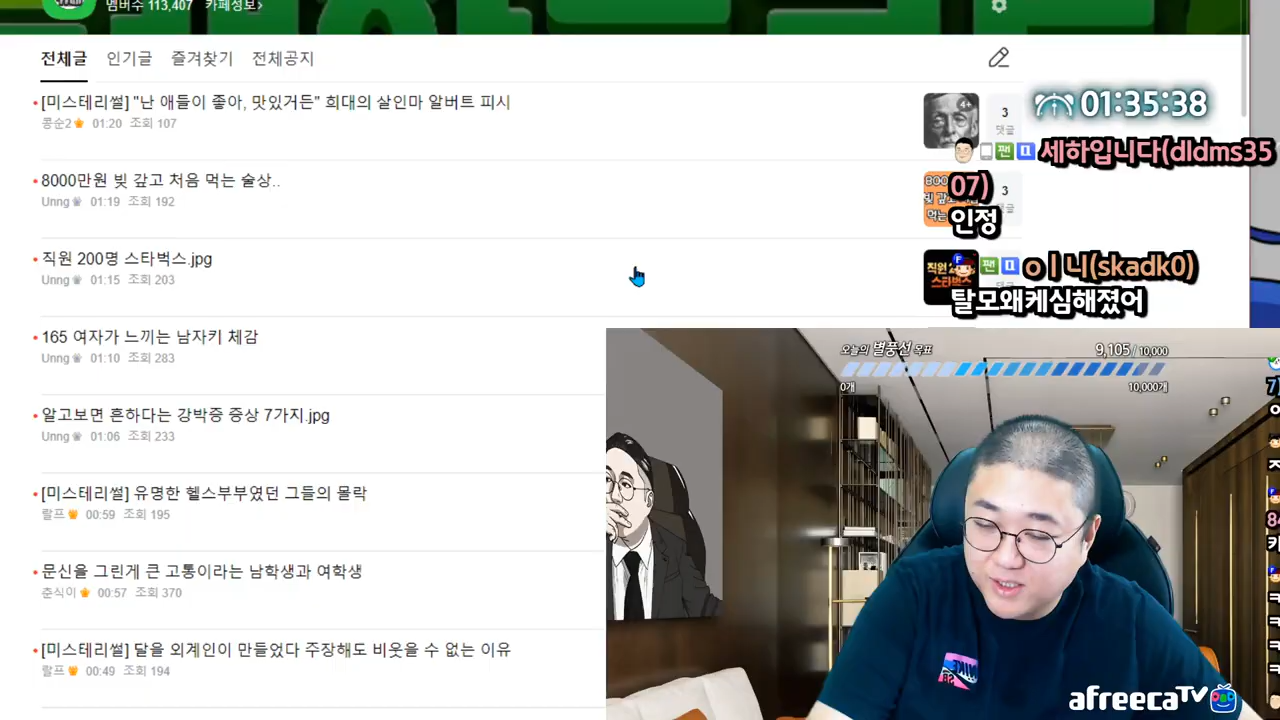 멤버수 113,407 카페정보›
전체글 인기글 즐겨찾기 전체공지
[미스테리썰] "난 애들이 좋아, 맛있거든" 희대의 살인마 알버트 피시
콩순2 01:20 조회 107
4+
3
댓글
8000만원 빚 갚고 처음 먹는 술상..
Unng 01:19 조회 192
3
직원 200명 스타벅스.jpg
Unng 01:15 조회 203
165 여자가 느끼는 남자키 체감
Unng 01:10 조회 283
알고보면 흔하다는 강박증 증상 7가지.jpg
Unng 01:06 조회 233
[미스테리썰] 유명한 헬스부부였던 그들의 몰락
랄프 00:59 조회 195
문신을 그린게 큰 고통이라는 남학생과 여학생
춘식이 00:57 조회 370
[미스테리썰] 달을 외계인이 만들었다 주장해도 비웃을 수 없는 이유
랄프 00:49 조회 194
01:35:38
팬 세하입니다(dldms35
07)
인정
팬 ㅇㅣ니(skadk0)
탈모왜케심해졌어
오늘의 별풍선 목표
9,105 / 10,000
0개 10,000개
NIKE
SB
afreecaTV